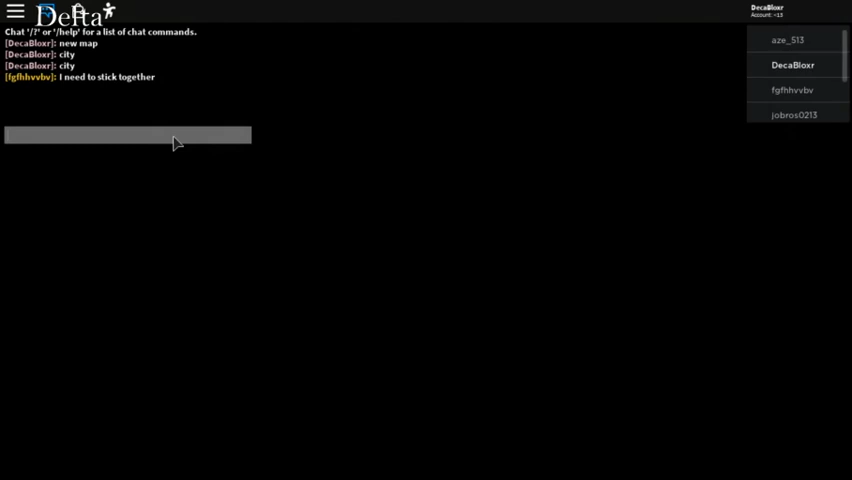 Delta
DecaBloxr
Account: <13
Chat '/?' or '/help' for a list of chat commands.
[DecaBloxr]: new map
[DecaBloxr]: city
[DecaBloxr]: city
[fgfhhvvbv]: I need to stick together
aze_513
DecaBloxr
fgfhhvvbv
jobros0213